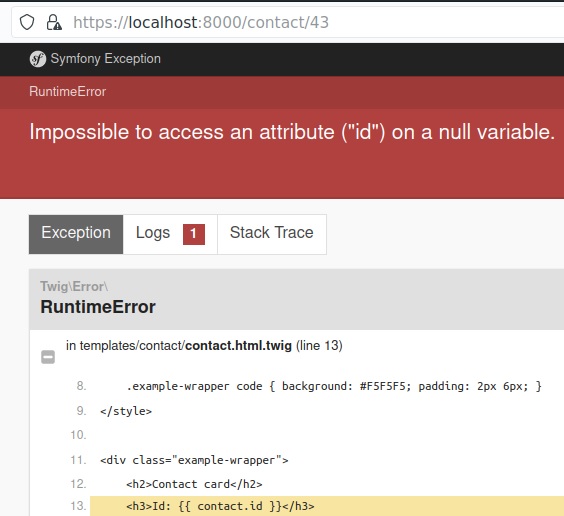 https://localhost:8000/contact/43
sf Symfony Exception
RuntimeError
Impossible to access an attribute ("id") on a null variable.
Exception Logs 1 Stack Trace
Twig\Error\
RuntimeError
in templates/contact/contact.html.twig (line 13)
8. .example-wrapper code { background: #F5F5F5; padding: 2px 6px; }
9. </style>
10.
11. <div class="example-wrapper">
12. <h2>Contact card</h2>
13. <h3>Id: {{ contact.id }}</h3>